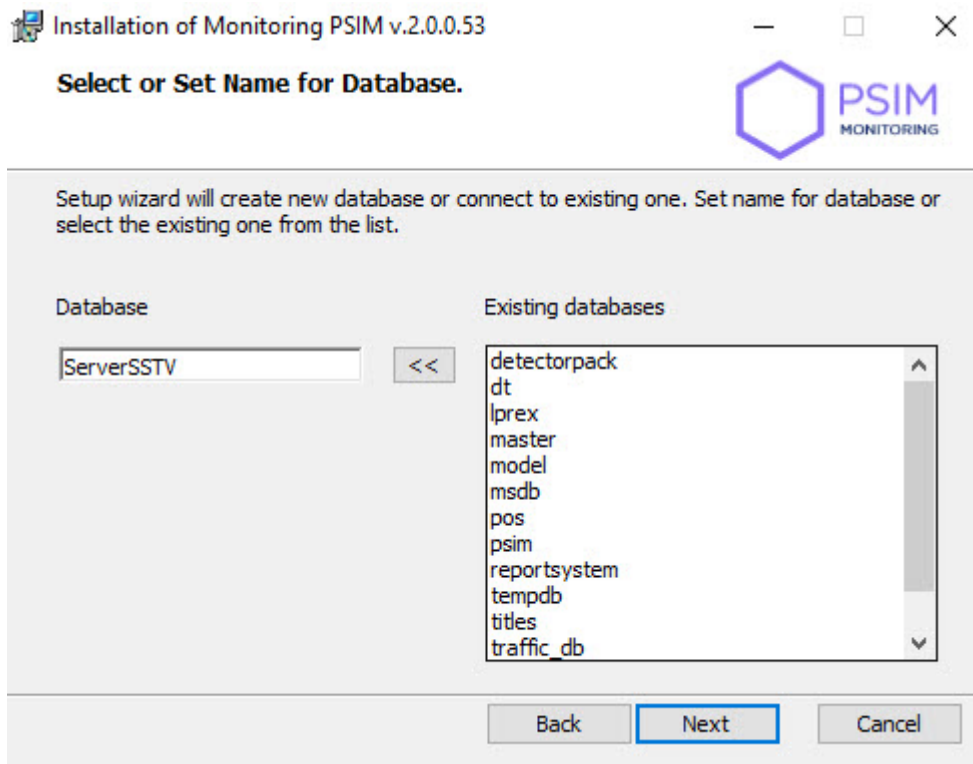 Installation of Monitoring PSIM v.2.0.0.53
Select or Set Name for Database.
PSIM
MONITORING
Setup wizard will create new database or connect to existing one. Set name for database or
select the existing one from the list.
Database
Existing databases
ServerSSTV
<<
detectorpack
dt
lprex
master
model
msdb
pos
psim
reportsystem
tempdb
titles
traffic_db
Back
Next
Cancel